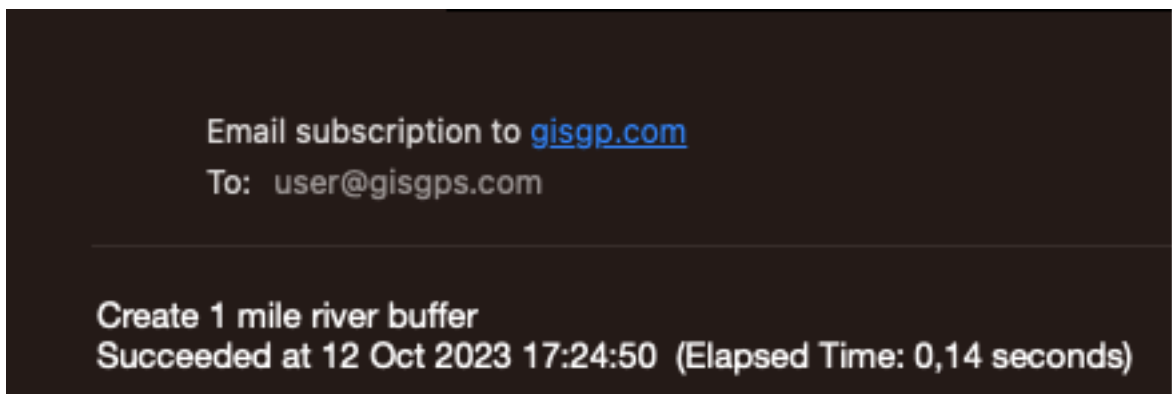 Email subscription to gisgp.com
To: user@gisgps.com
Create 1 mile river buffer
Succeeded at 12 Oct 2023 17:24:50 (Elapsed Time: 0,14 seconds)